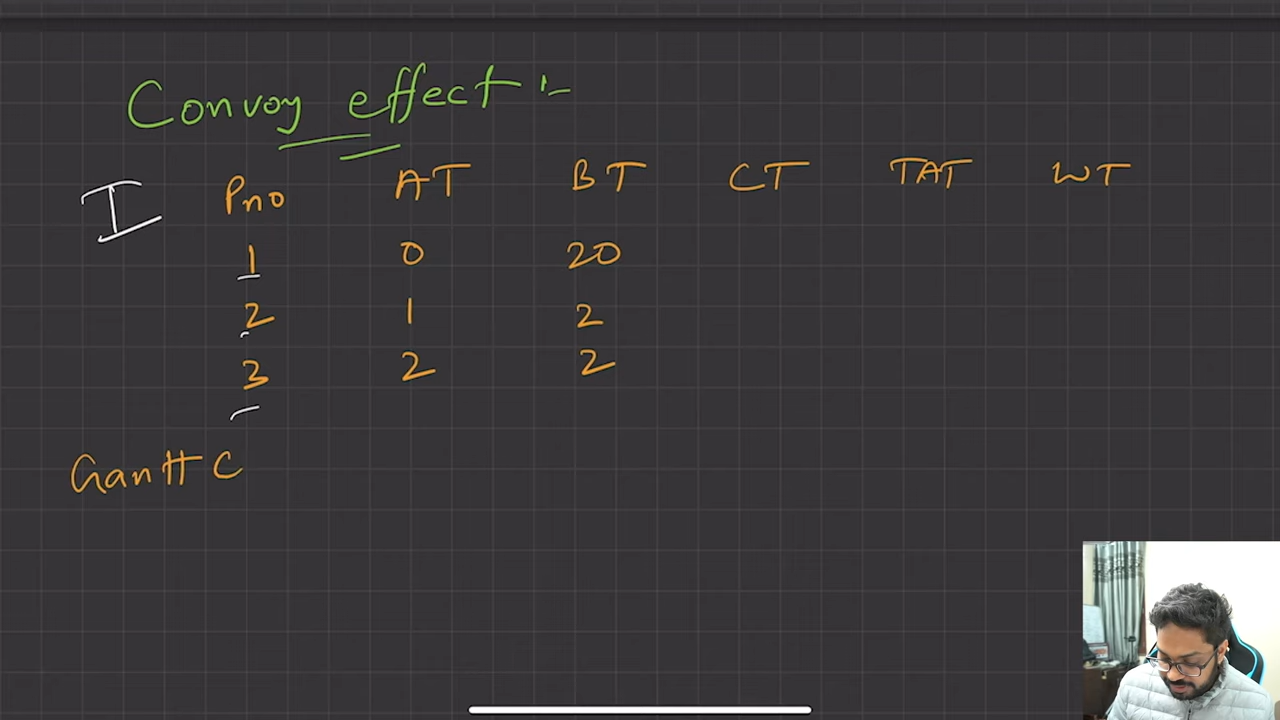 Convoy effect :-
I Pno AT BT CT TAT WT
1 0 20
2 1 2
3 2 2
Gantt C